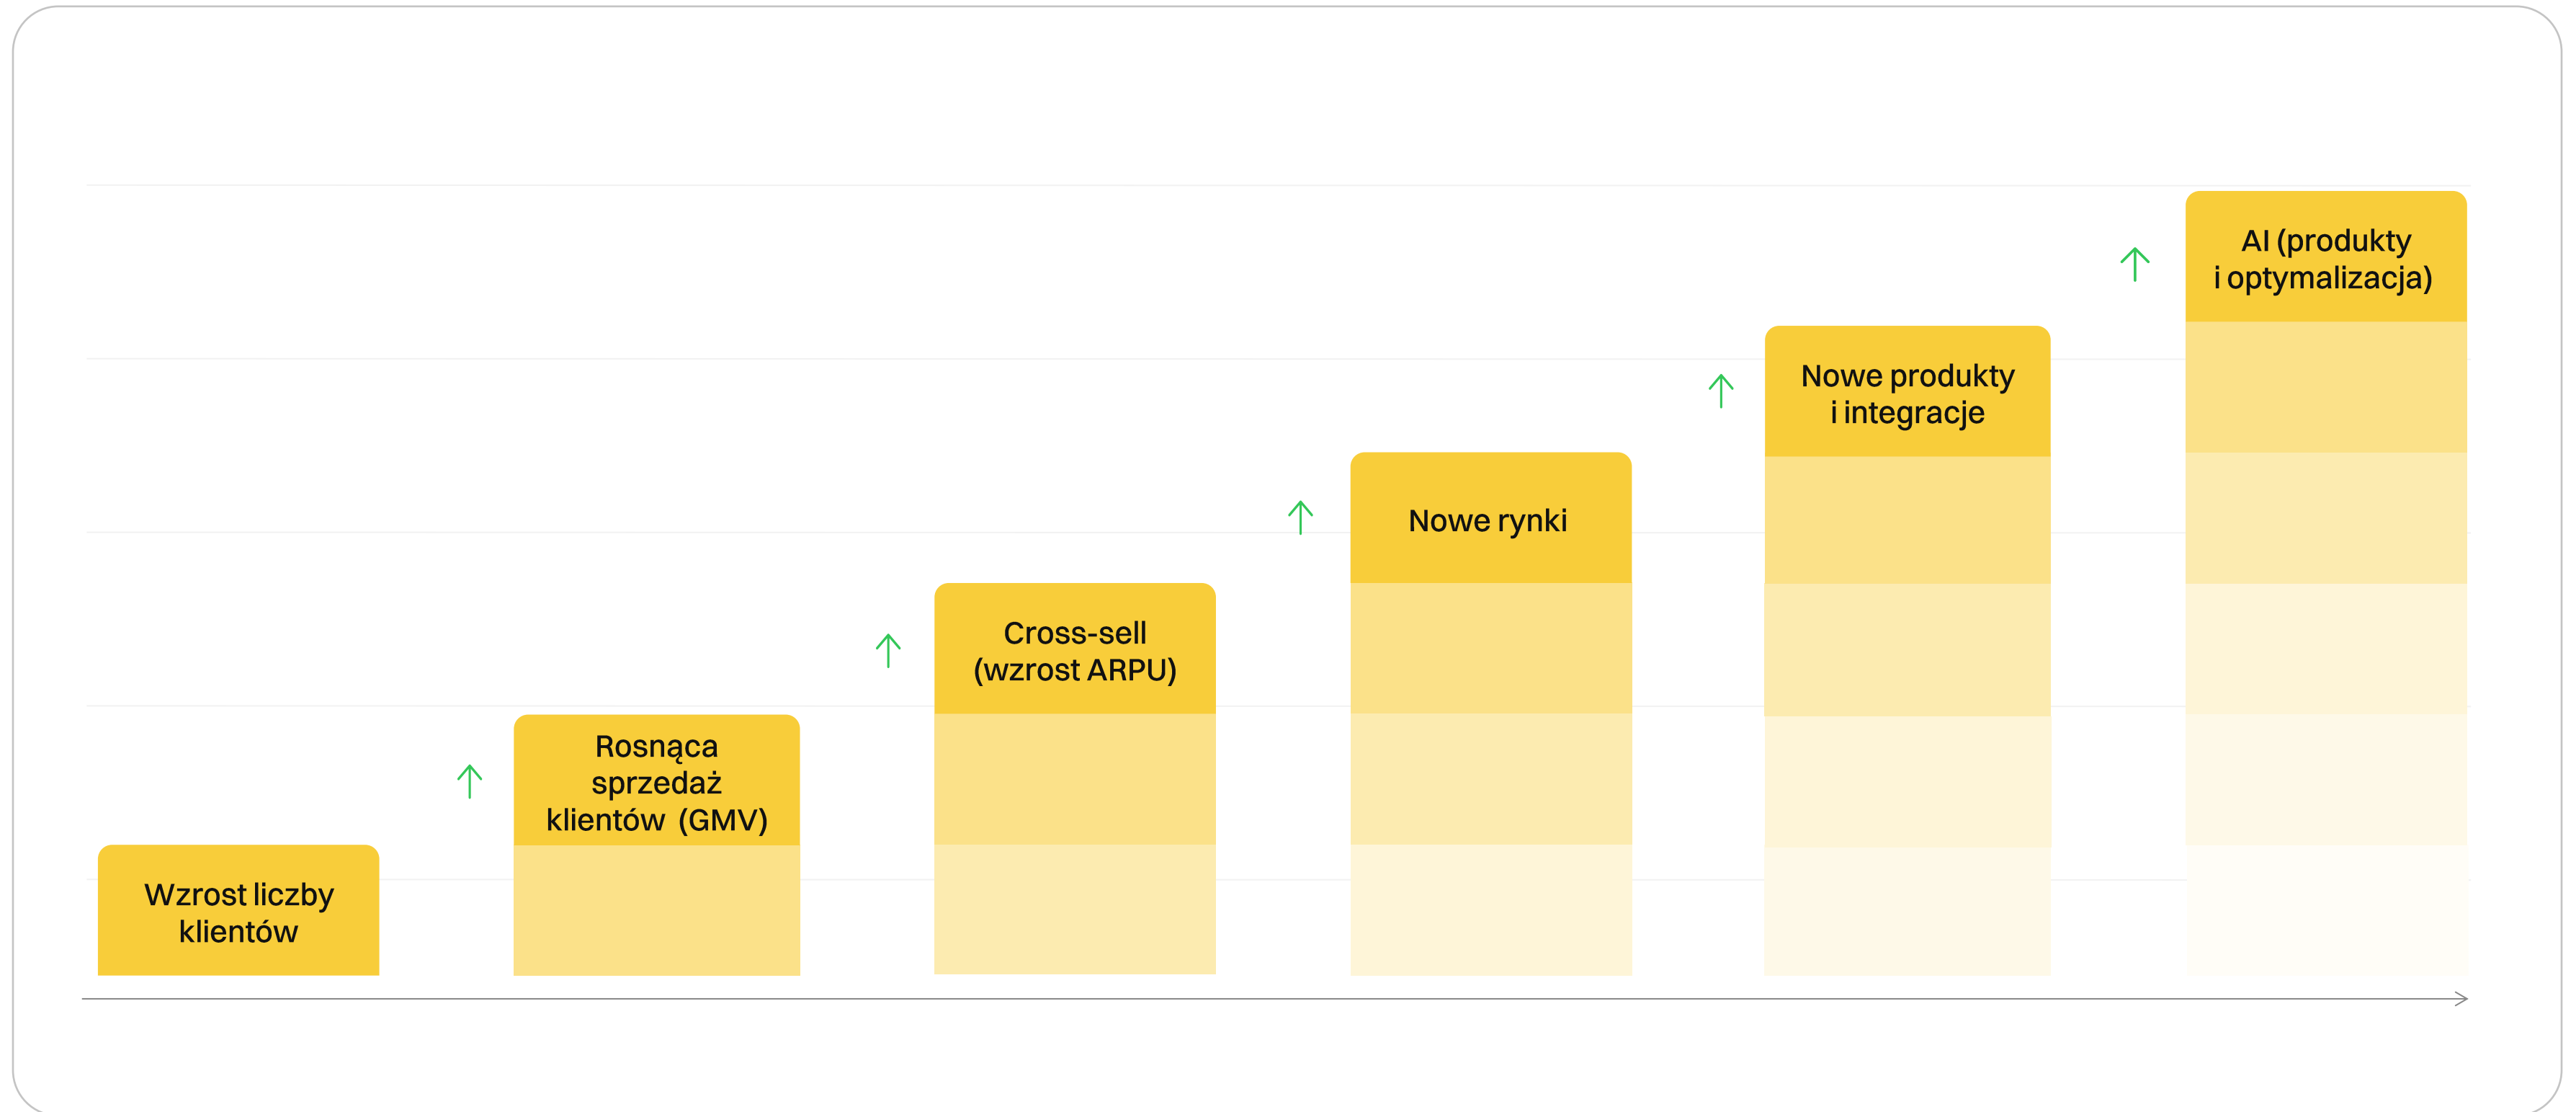 AI (produkty
i optymalizacja)
Nowe produkty
i integracje
Nowe rynki
Cross-sell
(wzrost ARPU)
Rosnąca
sprzedaż
klientów (GMV)
Wzrost liczby
klientów